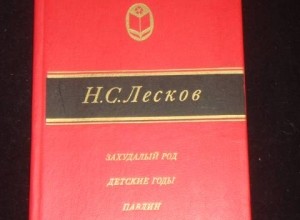 Н.С.Лесков
ЗАХУДАЛЫЙ РОД
ДЕТСКИЕ ГОДЫ
ПАВЛИН